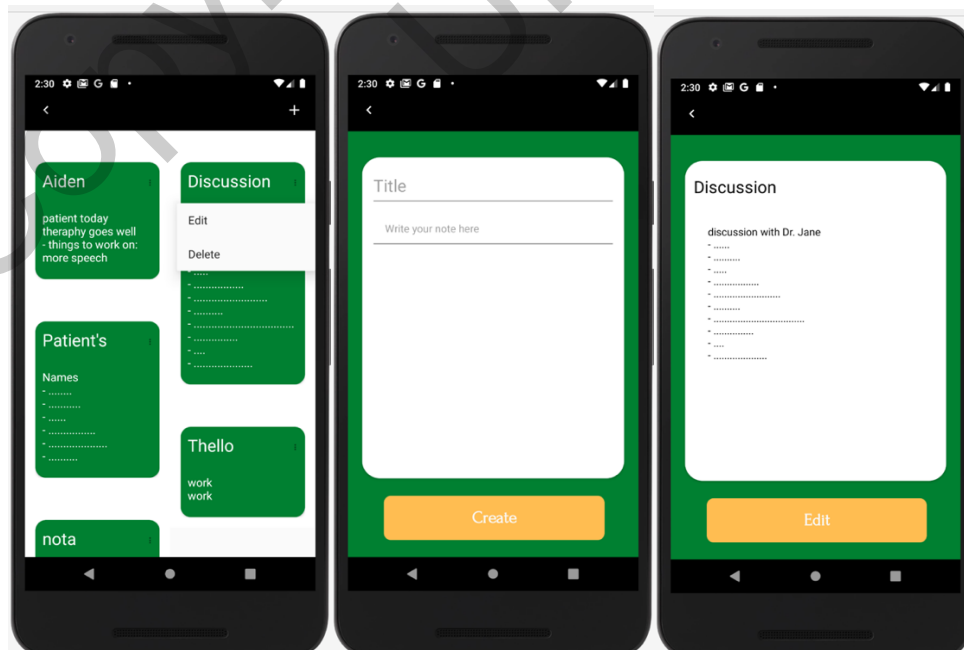 Copy
2:30 G
Aiden
patient today
theraphy goes well
- things to work on:
more speech
Patient's
Names
- ........
- ...........
- ......
- ................
- ....................
- ..........
nota
Discussion
Edit
Delete
- .....
- .................
- .........................
- ..........
- ..................................
- ...............
- ....
- ....................
Thello
work
work
2:30 G
Title
Write your note here
Create
2:30 G
Discussion
discussion with Dr. Jane
- ......
- ..........
- .....
- .................
- .........................
- ..........
- ..................................
- ...............
- ....
- ....................
Edit